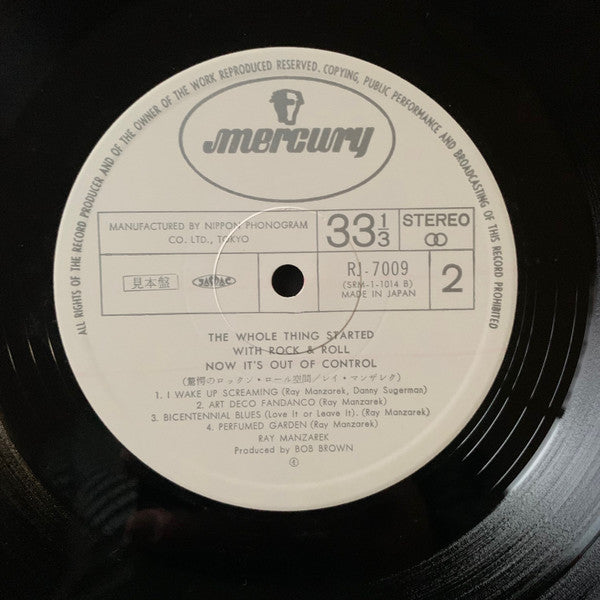 ALL RIGHTS OF THE RECORD PRODUCER AND OF THE OWNER OF THE WORK REPRODUCED RESERVED. COPYING, PUBLIC PERFORMANCE AND BROADCASTING OF THIS RECORD PROHIBITED
mercury
MANUFACTURED BY NIPPON PHONOGRAM
CO. LTD., TOKYO
33 1/3
STEREO
見本盤
JASRAC
RJ-7009
(SRM-1-1014 B)
MADE IN JAPAN
2
THE WHOLE THING STARTED
WITH ROCK & ROLL
NOW IT'S OUT OF CONTROL
(驚愕のロックン・ロール空間/レイ・マンザレク)
1. I WAKE UP SCREAMING (Ray Manzarek, Danny Sugerman)
2. ART DECO FANDANCO (Ray Manzarek)
3. BICENTENNIAL BLUES (Love It or Leave It). (Ray Manzarek)
4. PERFUMED GARDEN (Ray Manzarek)
RAY MANZAREK
Produced by BOB BROWN
④